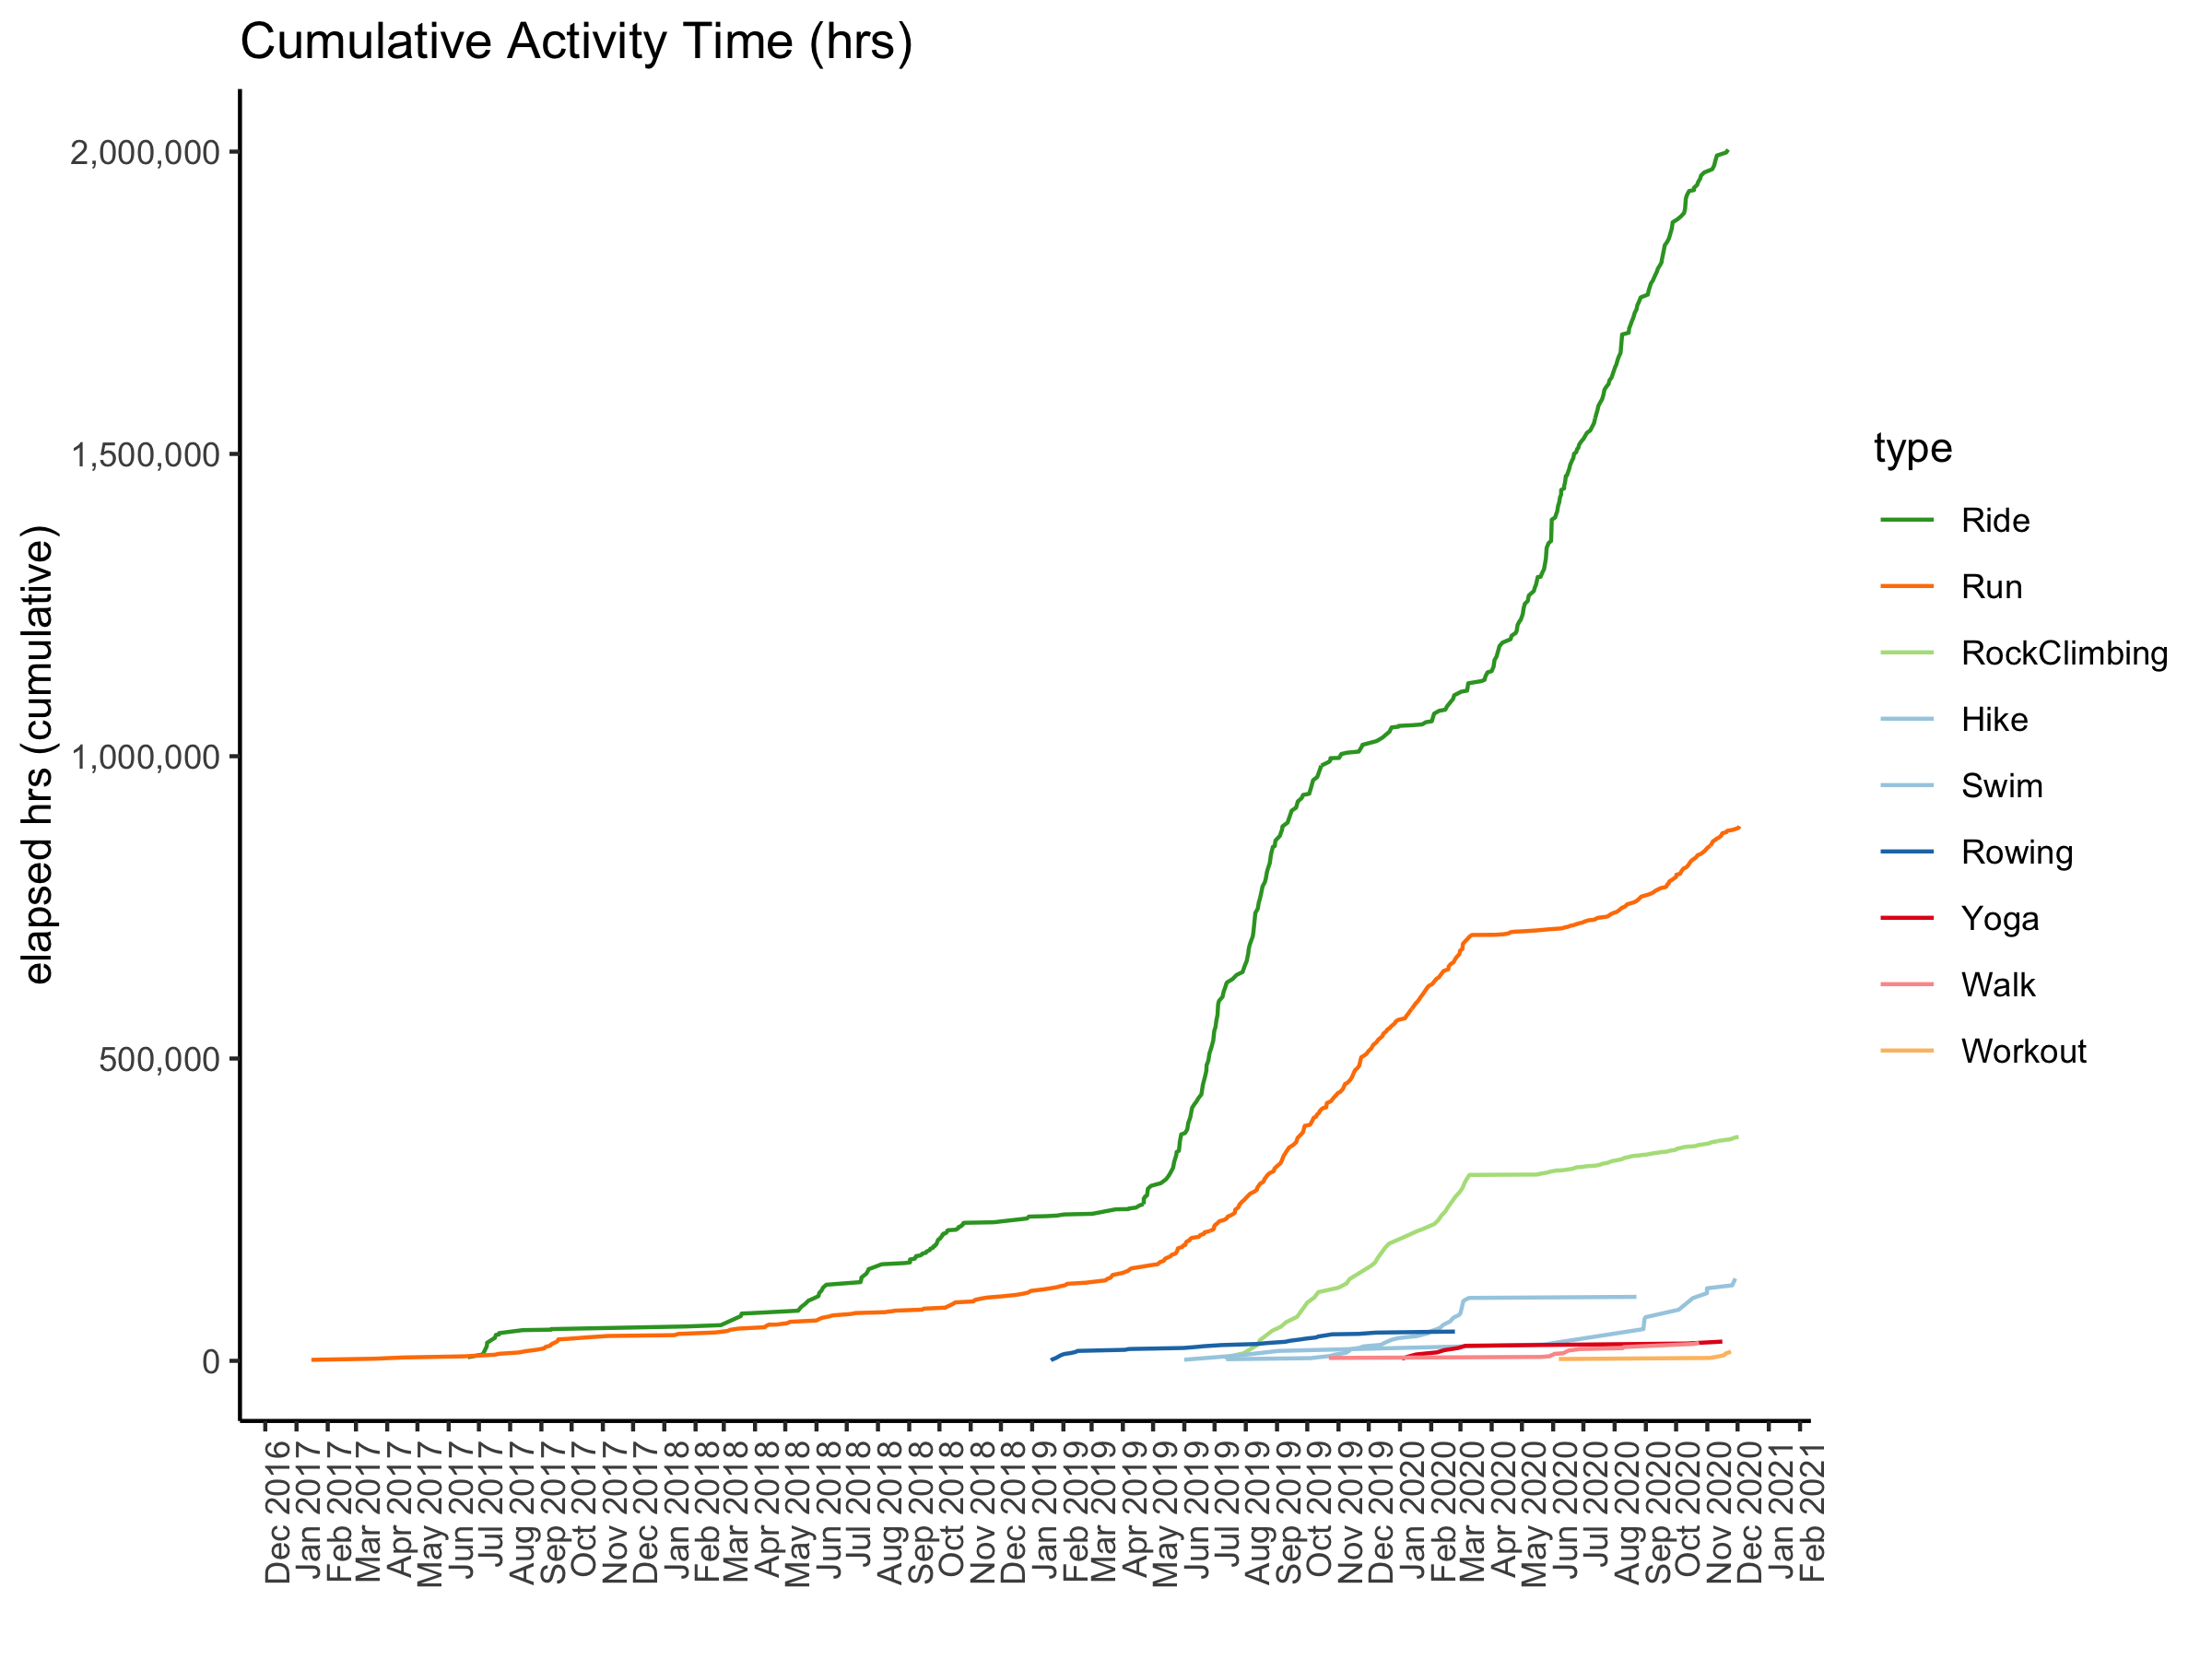 Cumulative Activity Time (hrs)
elapsed hrs (cumulative)
2,000,000
1,500,000
1,000,000
500,000
0
Dec 2016
Jan 2017
Feb 2017
Mar 2017
Apr 2017
May 2017
Jun 2017
Jul 2017
Aug 2017
Sep 2017
Oct 2017
Nov 2017
Dec 2017
Jan 2018
Feb 2018
Mar 2018
Apr 2018
May 2018
Jun 2018
Jul 2018
Aug 2018
Sep 2018
Oct 2018
Nov 2018
Dec 2018
Jan 2019
Feb 2019
Mar 2019
Apr 2019
May 2019
Jun 2019
Jul 2019
Aug 2019
Sep 2019
Oct 2019
Nov 2019
Dec 2019
Jan 2020
Feb 2020
Mar 2020
Apr 2020
May 2020
Jun 2020
Jul 2020
Aug 2020
Sep 2020
Oct 2020
Nov 2020
Dec 2020
Jan 2021
Feb 2021
type
Ride
Run
RockClimbing
Hike
Swim
Rowing
Yoga
Walk
Workout